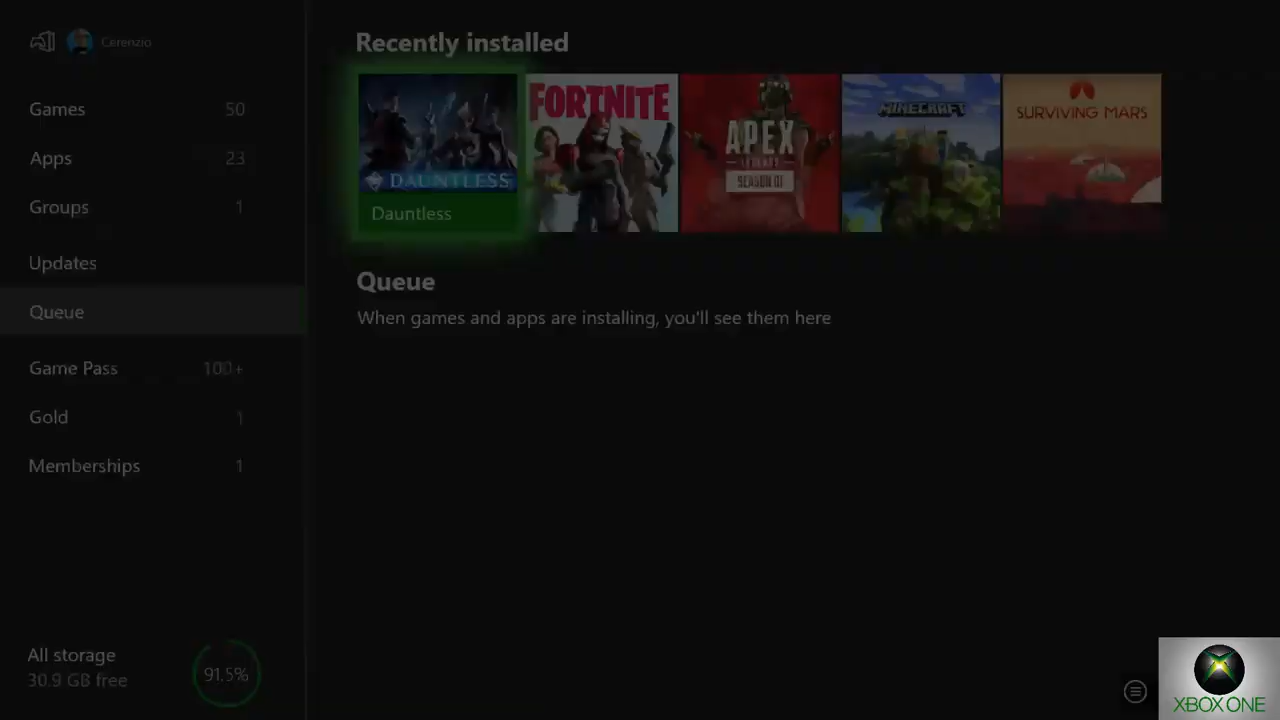 Cerenzio
Games 50
Apps 23
Groups 1
Updates
Queue
Game Pass 100+
Gold 1
Memberships 1
All storage
30.9 GB free
91.5%
Recently installed
DAUNTLESS
Dauntless
FORTNITE
APEX
LEGENDS
SEASON 01
MINECRAFT
SURVIVING MARS
Queue
When games and apps are installing, you'll see them here
XBOX ONE